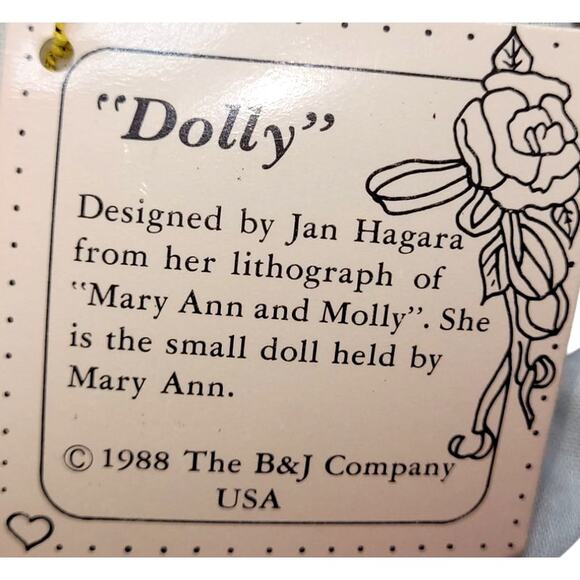 "Dolly"
Designed by Jan Hagara
from her lithograph of
"Mary Ann and Molly". She
is the small doll held by
Mary Ann.
© 1988 The B&J Company
USA